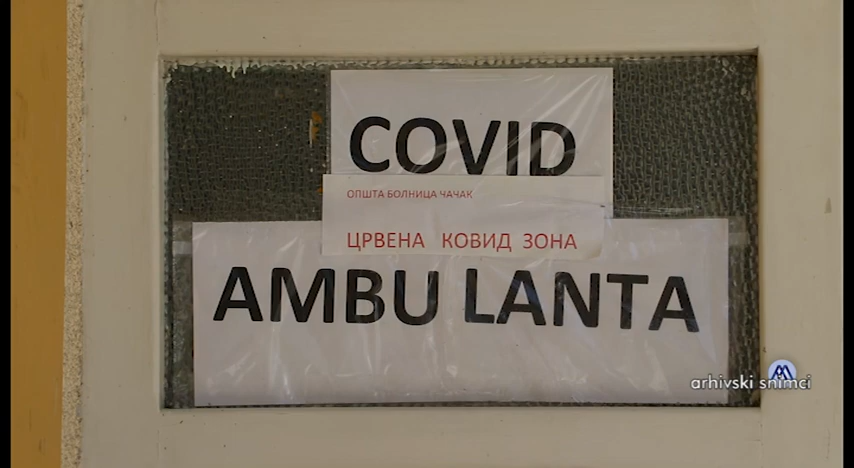 COVID
ОПШТА БОЛНИЦА ЧАЧАК
ЦРВЕНА КОВИД ЗОНА
AMBU LANTA
arhivski snimci